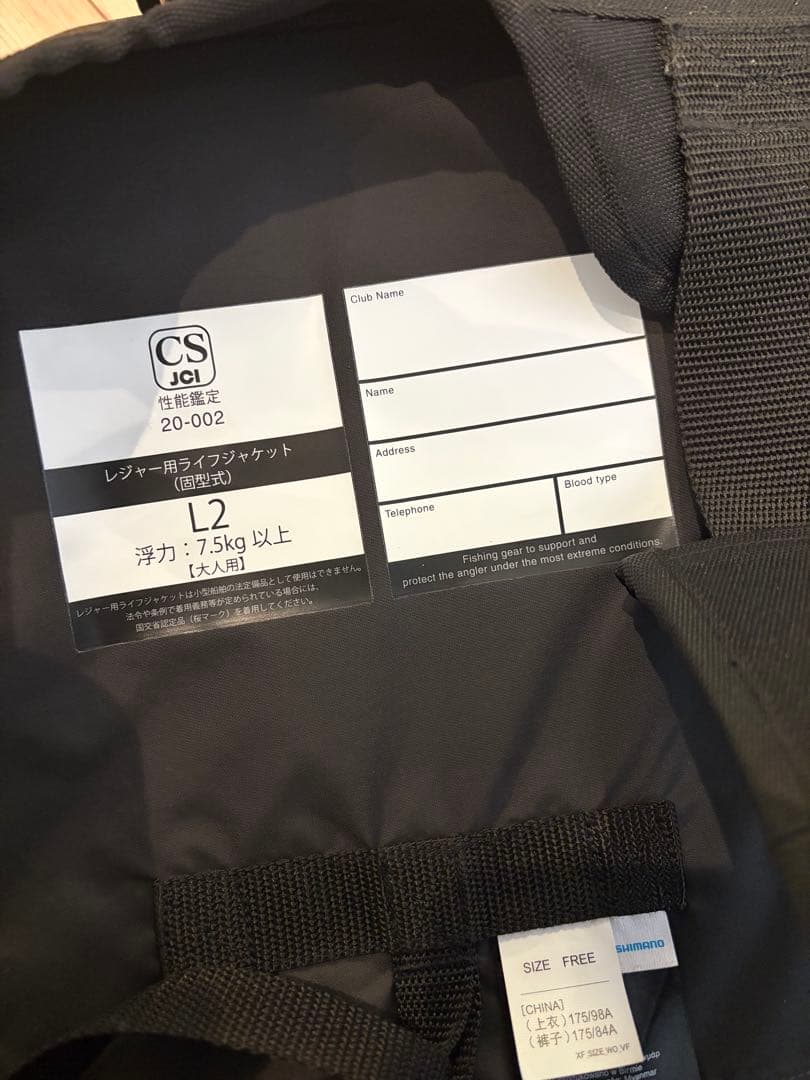 CS
JCI
性能鑑定
20-002
レジャー用ライフジャケット
(固型式)
L2
浮力：7.5kg 以上
【大人用】
レジャー用ライフジャケットは小型船舶の法定備品として使用はできません。
法令や条例で着用義務等が定められている場合には、
国交省認定品（桜マーク）を着用してください。
Club Name
Name
Address
Telephone
Blood type
Fishing gear to support and
protect the angler under the most extreme conditions.
SHIMANO
SIZE FREE
[CHINA]
（上衣）175/98A
（裤子）175/84A
XF_SIZE_WO_VF
w Birmie
Myanmar